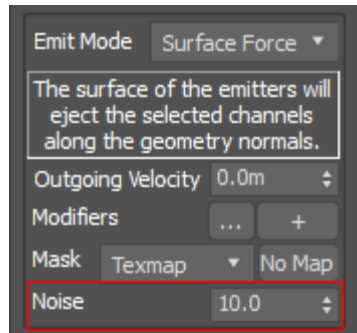 Emit Mode Surface Force
The surface of the emitters will
eject the selected channels
along the geometry normals.
Outgoing Velocity 0.0m
Modifiers ... +
Mask Texmap No Map
Noise 10.0